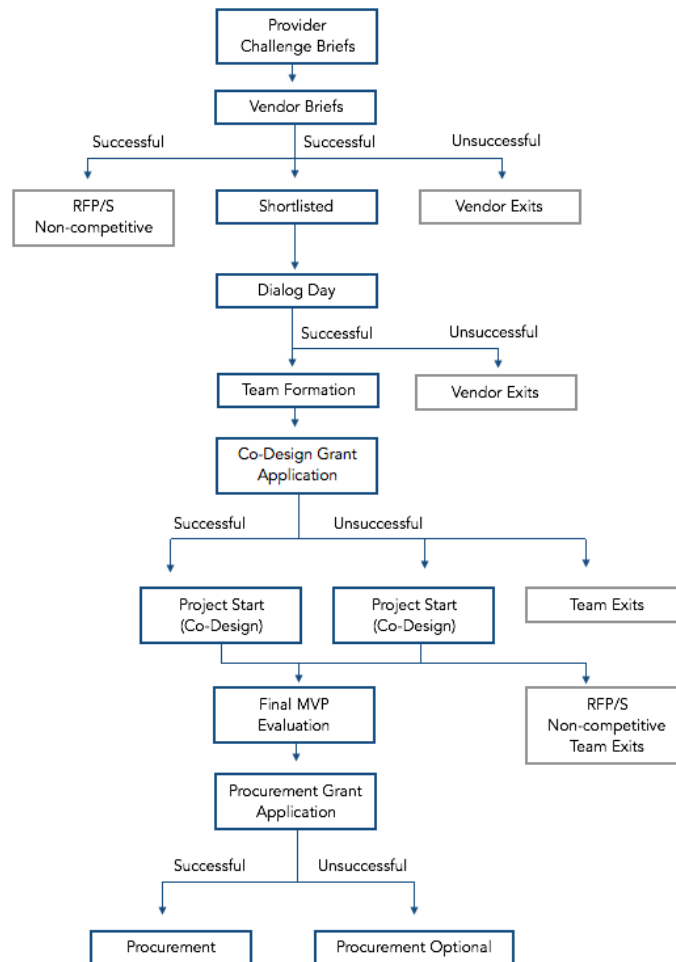 Provider
Challenge Briefs
Vendor Briefs
Successful
Successful
Unsuccessful
RFP/S
Non-competitive
Shortlisted
Vendor Exits
Dialog Day
Successful
Unsuccessful
Team Formation
Vendor Exits
Co-Design Grant
Application
Successful
Unsuccessful
Project Start
(Co-Design)
Project Start
(Co-Design)
Team Exits
Final MVP
Evaluation
RFP/S
Non-competitive
Team Exits
Procurement Grant
Application
Successful
Unsuccessful
Procurement
Procurement Optional